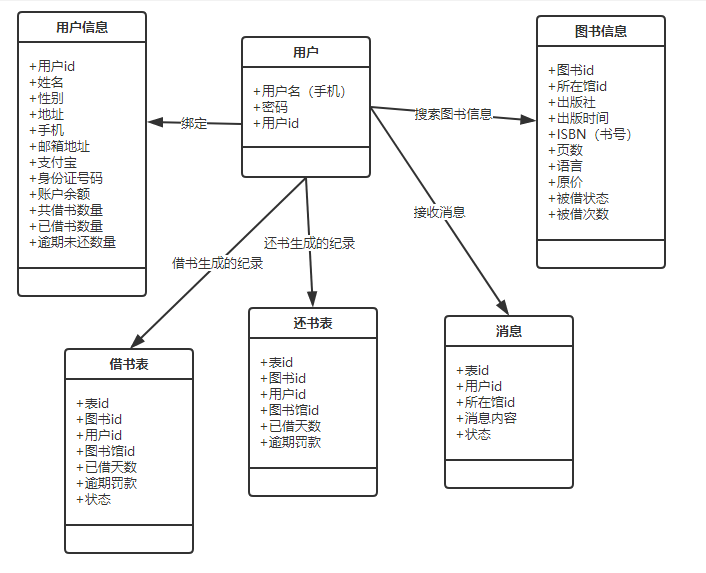 用户信息
+用户id
+姓名
+性别
+地址
+手机
+邮箱地址
+支付宝
+身份证号码
+账户余额
+共借书数量
+已借书数量
+逾期未还数量
用户
+用户名（手机）
+密码
+用户id
图书信息
+图书id
+所在馆id
+出版社
+出版时间
+ISBN（书号）
+页数
+语言
+原价
+被借状态
+被借次数
绑定
搜索图书信息
接收消息
还书生成的纪录
借书生成的纪录
借书表
+表id
+图书id
+用户id
+图书馆id
+已借天数
+逾期罚款
+状态
还书表
+表id
+图书id
+用户id
+图书馆id
+已借天数
+逾期罚款
消息
+表id
+用户id
+所在馆id
+消息内容
+状态